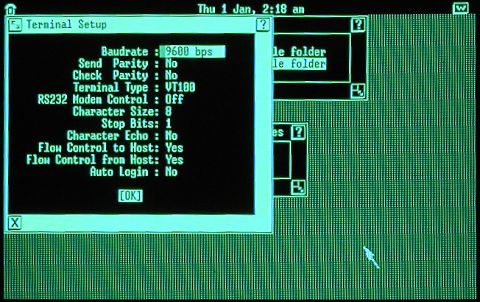 Thu 1 Jan, 2:18 am
Terminal Setup
?
Baudrate : 9600 bps
Send Parity : No
Check Parity : No
Terminal Type : VT100
RS232 Modem Control : Off
Character Size: 8
Stop Bits: 1
Character Echo : No
Flow Control to Host: Yes
Flow Control from Host: Yes
Auto Login : No
[OK]
X
?
le folder
le folder
es
?
W